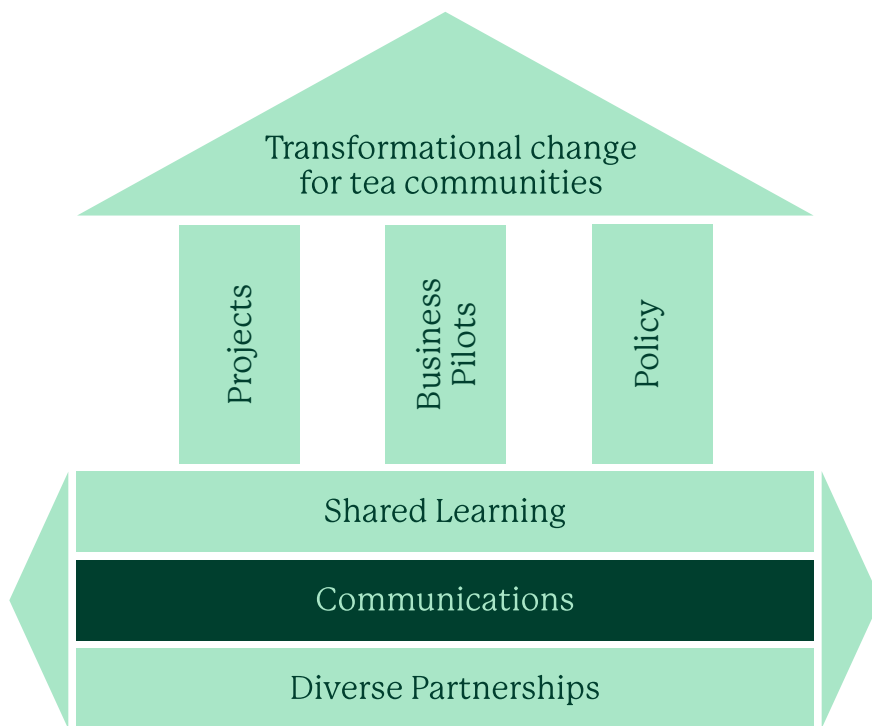 Transformational change
for tea communities
Projects
Business
Pilots
Policy
Shared Learning
Communications
Diverse Partnerships